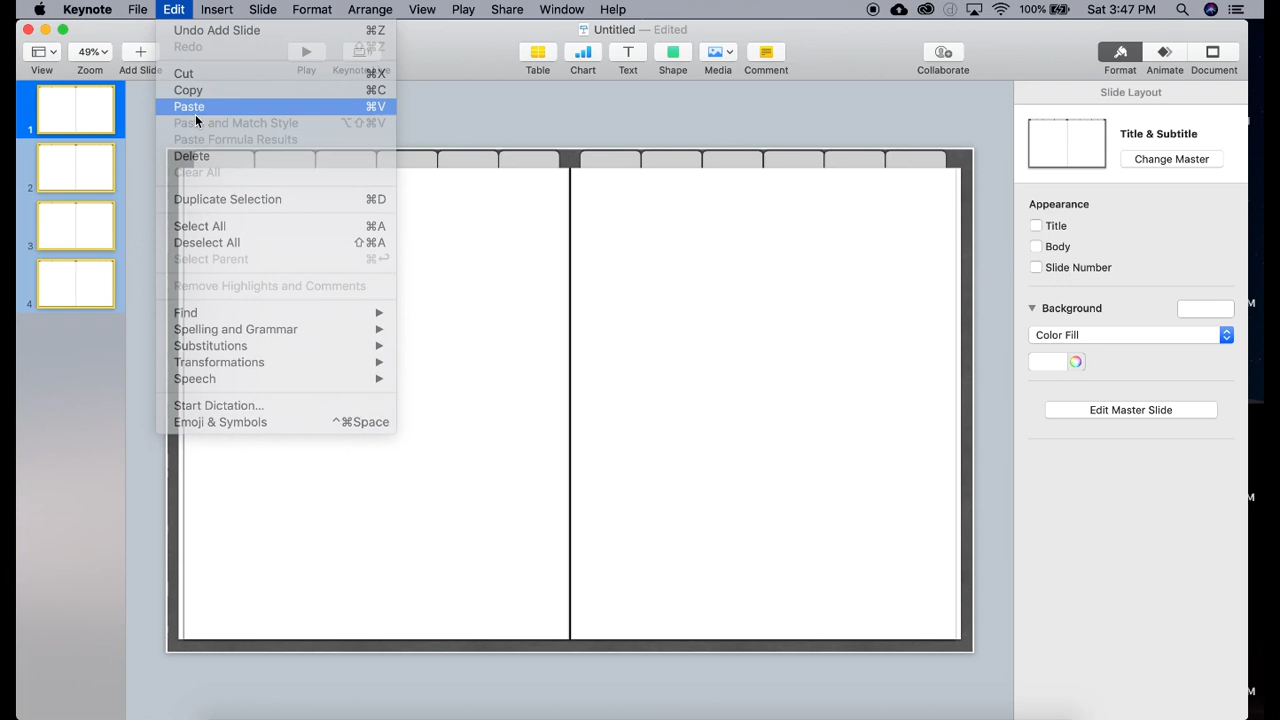 Keynote File Edit Insert Slide Format Arrange View Play Share Window Help 100% Sat 3:47 PM
Untitled — Edited
49%
View Zoom Add Slide Play Keynote Live Table Chart Text Shape Media Comment Collaborate Format Animate Document
Undo Add Slide ⌘Z
Redo ⇧⌘Z
Cut ⌘X
Copy ⌘C
Paste ⌘V
Paste and Match Style ⌥⇧⌘V
Paste Formula Results
Delete
Clear All
Duplicate Selection ⌘D
Select All ⌘A
Deselect All ⇧⌘A
Select Parent ⌘↩
Remove Highlights and Comments
Find
Spelling and Grammar
Substitutions
Transformations
Speech
Start Dictation...
Emoji & Symbols ^⌘Space
1
2
3
4
Slide Layout
Title & Subtitle
Change Master
Appearance
Title
Body
Slide Number
Background
Color Fill
Edit Master Slide
M
M
M